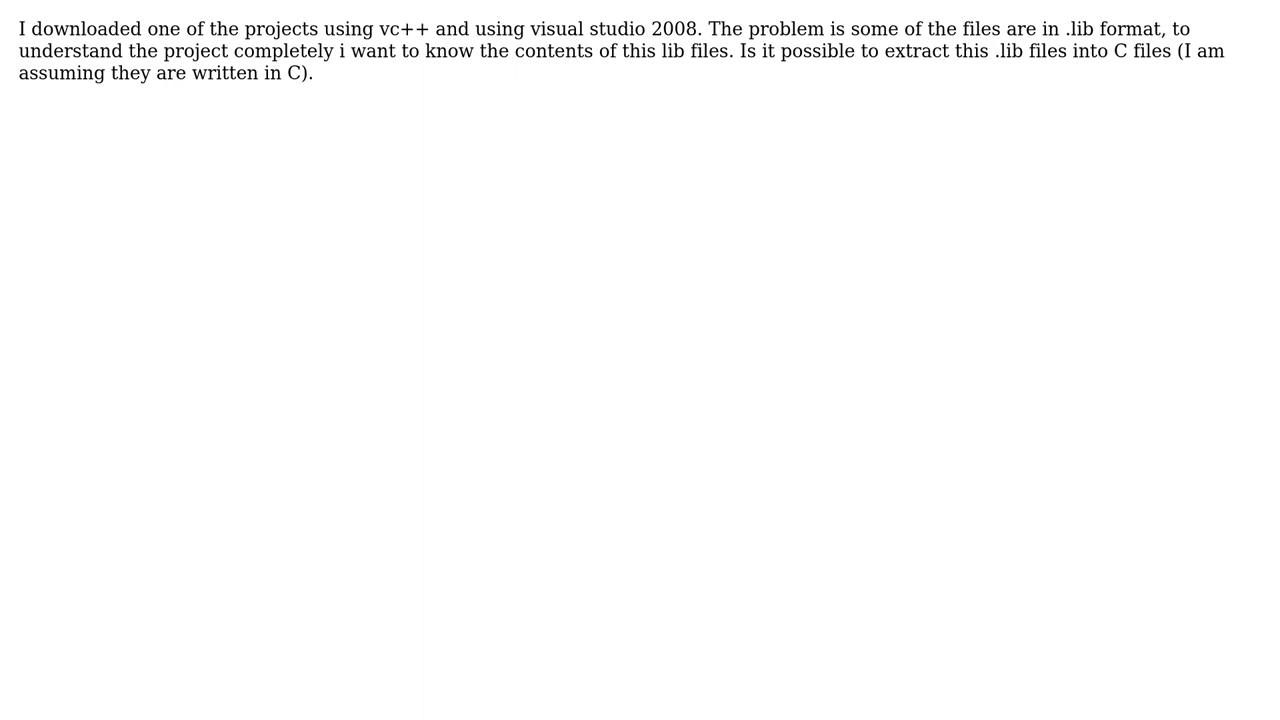 I downloaded one of the projects using vc++ and using visual studio 2008. The problem is some of the files are in .lib format, to
understand the project completely i want to know the contents of this lib files. Is it possible to extract this .lib files into C files (I am
assuming they are written in C).